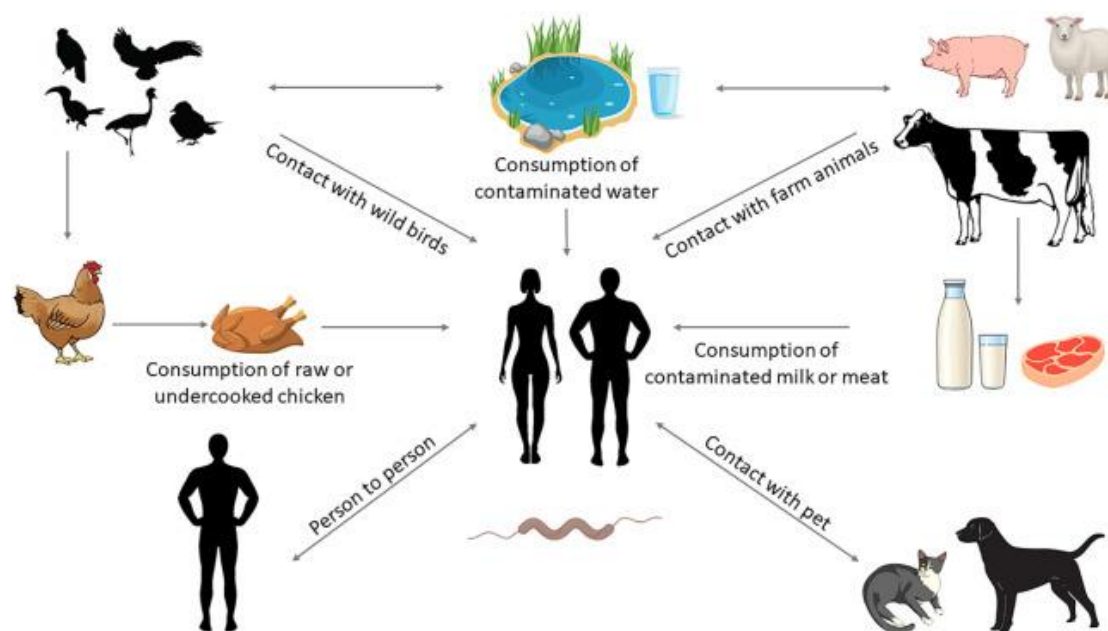 Consumption of
contaminated water
Contact with wild birds
Contact with farm animals
Consumption of raw or
undercooked chicken
Consumption of
contaminated milk or meat
Person to person
Contact with pet